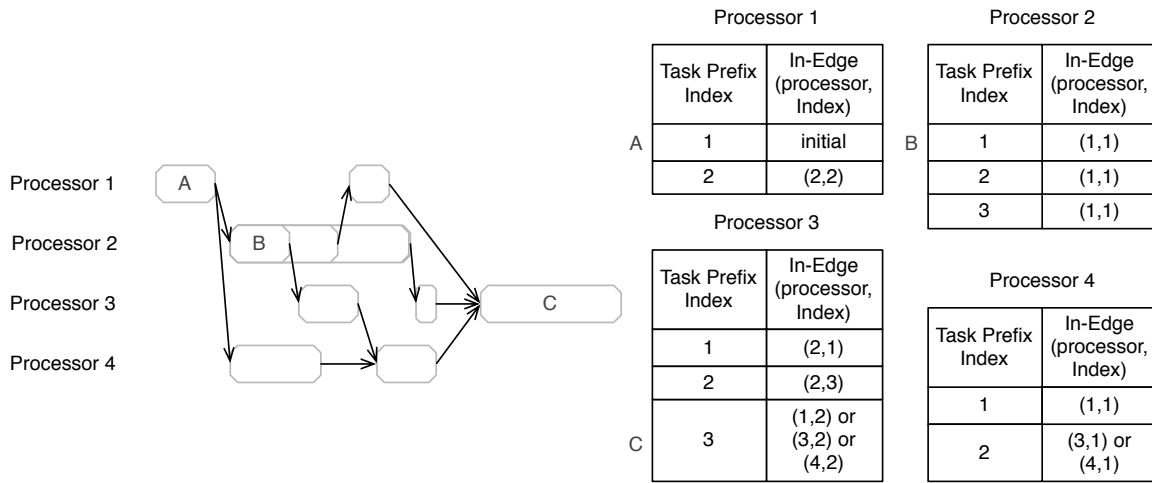 Processor 1
A
Processor 2
B
Processor 3
C
Processor 4
Processor 1
Task Prefix
Index
In-Edge
(processor,
Index)
A
1
initial
2
(2,2)
Processor 2
Task Prefix
Index
In-Edge
(processor,
Index)
B
1
(1,1)
2
(1,1)
3
(1,1)
Processor 3
Task Prefix
Index
In-Edge
(processor,
Index)
1
(2,1)
2
(2,3)
C
3
(1,2) or
(3,2) or
(4,2)
Processor 4
Task Prefix
Index
In-Edge
(processor,
Index)
1
(1,1)
2
(3,1) or
(4,1)